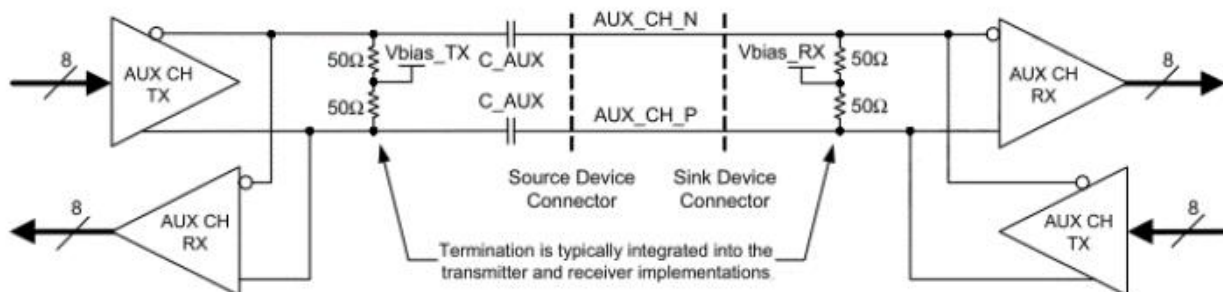 AUX_CH_N
8
AUX CH
TX
50Ω
Vbias_TX
C_AUX
50Ω
C_AUX
Vbias_RX
50Ω
50Ω
AUX CH
RX
8
AUX_CH_P
8
AUX CH
RX
Source Device
Connector
Sink Device
Connector
AUX CH
TX
8
Termination is typically integrated into the
transmitter and receiver implementations